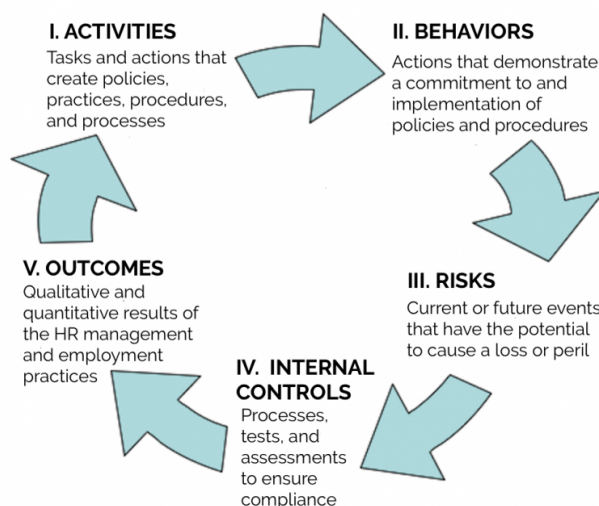 I. ACTIVITIES
Tasks and actions that
create policies,
practices, procedures,
and processes
II. BEHAVIORS
Actions that demonstrate
a commitment to and
implementation of
policies and procedures
III. RISKS
Current or future events
that have the potential
to cause a loss or peril
IV. INTERNAL
CONTROLS
Processes,
tests, and
assessments
to ensure
compliance
V. OUTCOMES
Qualitative and
quantitative results of
the HR management
and employment
practices